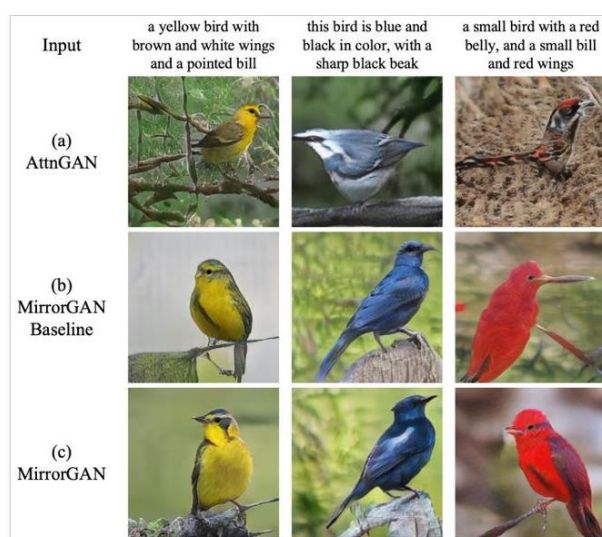 Input
a yellow bird with
brown and white wings
and a pointed bill
this bird is blue and
black in color, with a
sharp black beak
a small bird with a red
belly, and a small bill
and red wings
(a)
AttnGAN
(b)
MirrorGAN
Baseline
(c)
MirrorGAN